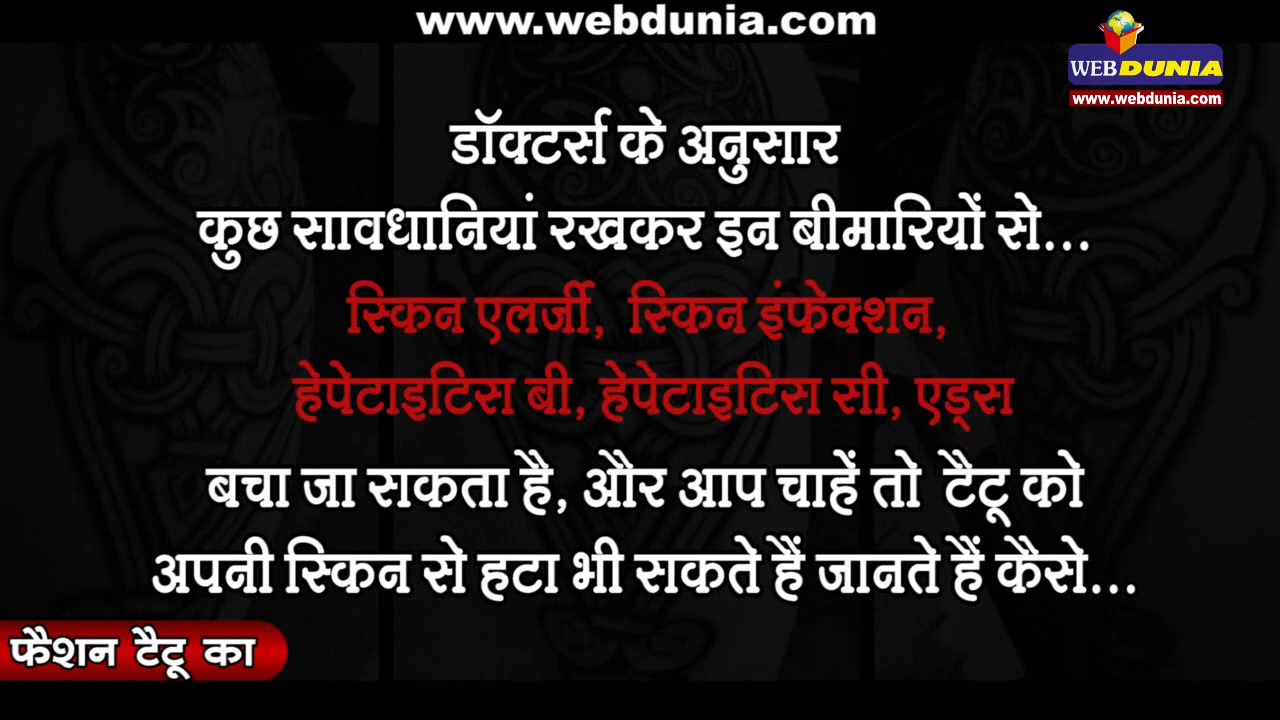 www.webdunia.com
WEBDUNIA
www.webdunia.com
डॉक्टर्स के अनुसार
कुछ सावधानियां रखकर इन बीमारियों से...
स्किन एलर्जी, स्किन इंफेक्शन,
हेपेटाइटिस बी, हेपेटाइटिस सी, एड्स
बचा जा सकता है, और आप चाहें तो टैटू को
अपनी स्किन से हटा भी सकते हैं जानते हैं कैसे...
फैशन टैटू का